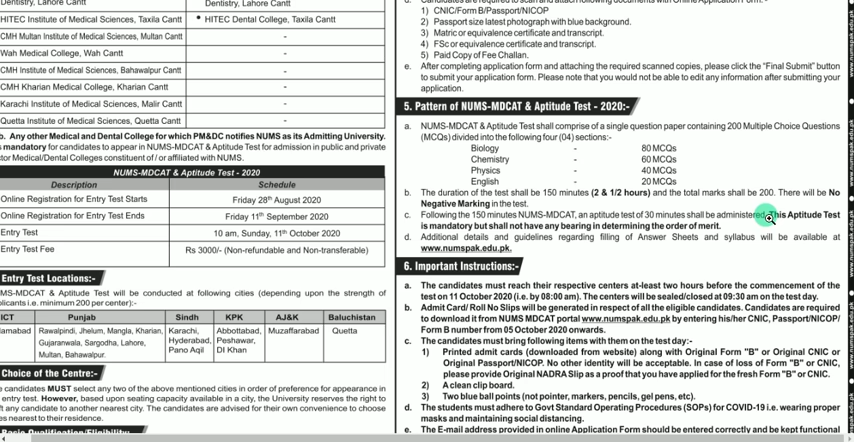 Dentistry, Lahore Cantt
Dentistry, Lahore Cantt
HITEC Institute of Medical Sciences, Taxila Cantt
• HITEC Dental College, Taxila Cantt
CMH Multan Institute of Medical Sciences, Multan Cantt
-
Wah Medical College, Wah Cantt
-
CMH Institute of Medical Sciences, Bahawalpur Cantt
-
CMH Kharian Medical College, Kharian Cantt
-
Karachi Institute of Medical Sciences, Malir Cantt
-
Quetta Institute of Medical Sciences, Quetta Cantt
-
b. Any other Medical and Dental College for which PM&DC notifies NUMS as its Admitting University.
s mandatory for candidates to appear in NUMS-MDCAT & Aptitude Test for admission in public and private
tor Medical/Dental Colleges constituent of / or affiliated with NUMS.
NUMS-MDCAT & Aptitude Test - 2020
Description Schedule
Online Registration for Entry Test Starts Friday 28th August 2020
Online Registration for Entry Test Ends Friday 11th September 2020
Entry Test 10 am, Sunday, 11th October 2020
Entry Test Fee Rs 3000/- (Non-refundable and Non-transferable)
Entry Test Locations:-
MS-MDCAT & Aptitude Test will be conducted at following cities (depending upon the strength of
plicants i.e. minimum 200 per center):-
ICT Punjab Sindh KPK AJ&K Baluchistan
lamabad Rawalpindi, Jhelum, Mangla, Kharian, Gujaranwala, Sargodha, Lahore, Multan, Bahawalpur. Karachi, Hyderabad, Pano Aqil Abbottabad, Peshawar, DI Khan Muzaffarabad Quetta
Choice of the Centre:-
e candidates MUST select any two of the above mentioned cities in order of preference for appearance in
entry test. However, based upon seating capacity available in a city, the University reserves the right to
ft any candidate to another nearest city. The candidates are advised for their own convenience to choose
es nearest to their residence.
Basic Qualification/Eligibility:-
d. Candidates are required to scan and attach following documents with Online Application Form:-
1) CNIC/Form B/Passport/NICOP
2) Passport size latest photograph with blue background.
3) Matric or equivalence certificate and transcript.
4) FSc or equivalence certificate and transcript.
5) Paid Copy of Fee Challan.
e. After completing application form and attaching the required scanned copies, please click the "Final Submit" button
to submit your application form. Please note that you would not be able to edit any information after submitting your
application.
5. Pattern of NUMS-MDCAT & Aptitude Test - 2020:-
a. NUMS-MDCAT & Aptitude Test shall comprise of a single question paper containing 200 Multiple Choice Questions
(MCQs) divided into the following four (04) sections:-
Biology - 80 MCQs
Chemistry - 60 MCQs
Physics - 40 MCQs
English - 20 MCQs
b. The duration of the test shall be 150 minutes (2 & 1/2 hours) and the total marks shall be 200. There will be No
Negative Marking in the test.
c. Following the 150 minutes NUMS-MDCAT, an aptitude test of 30 minutes shall be administered. This Aptitude Test
is mandatory but shall not have any bearing in determining the order of merit.
d. Additional details and guidelines regarding filling of Answer Sheets and syllabus will be available at
www.numspak.edu.pk.
6. Important Instructions:-
a. The candidates must reach their respective centers at-least two hours before the commencement of the
test on 11 October 2020 (i.e. by 08:00 am). The centers will be sealed/closed at 09:30 am on the test day.
b. Admit Card/ Roll No Slips will be generated in respect of all the eligible candidates. Candidates are required
to download it from NUMS MDCAT portal www.numspak.edu.pk by entering his/her CNIC, Passport/NICOP/
Form B number from 05 October 2020 onwards.
c. The candidates must bring following items with them on the test day:-
1) Printed admit cards (downloaded from website) along with Original Form "B" or Original CNIC or
Original Passport/NICOP. No other identity will be acceptable. In case of loss of Form "B" or CNIC,
please provide Original NADRA Slip as a proof that you have applied for the fresh Form "B" or CNIC.
2) A clean clip board.
3) Two blue ball points (not pointer, markers, pencils, gel pens, etc).
d. The students must adhere to Govt Standard Operating Procedures (SOPs) for COVID-19 i.e. wearing proper
masks and maintaining social distancing.
e. The E-mail address provided in online Application Form should be entered correctly and be kept functional